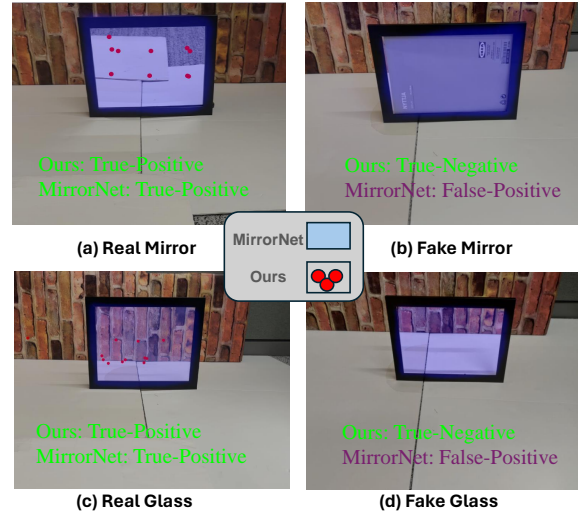 Ours: True-Positive
MirrorNet: True-Positive
(a) Real Mirror
IKEA
Ours: True-Negative
MirrorNet: False-Positive
(b) Fake Mirror
MirrorNet
Ours
Ours: True-Positive
MirrorNet: True-Positive
(c) Real Glass
Ours: True-Negative
MirrorNet: False-Positive
(d) Fake Glass